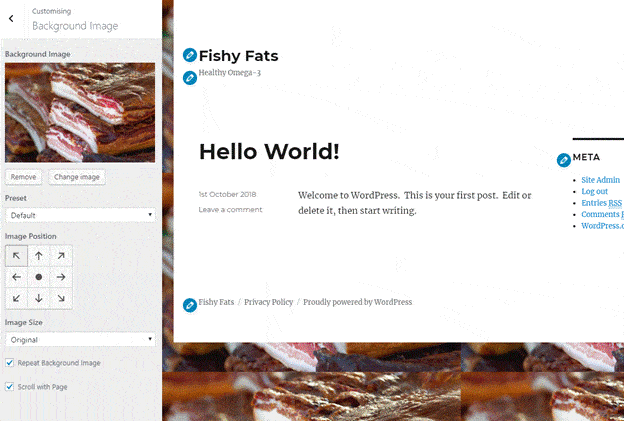 Customising
Background Image
Background Image
Remove
Change image
Preset
Default
Image Position
Image Size
Original
Repeat Background Image
Scroll with Page
Fishy Fats
Healthy Omega-3
Hello World!
1st October 2018
Leave a comment
Welcome to WordPress. This is your first post. Edit or
delete it, then start writing.
META
Site Admin
Log out
Entries RSS
Comments
WordPress.
Fishy Fats / Privacy Policy / Proudly powered by WordPress